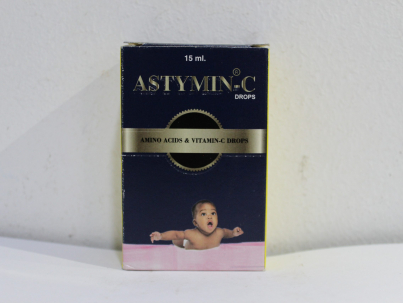 15 ml.
ASTYMIN-C®
DROPS
AMINO ACIDS & VITAMIN-C DROPS